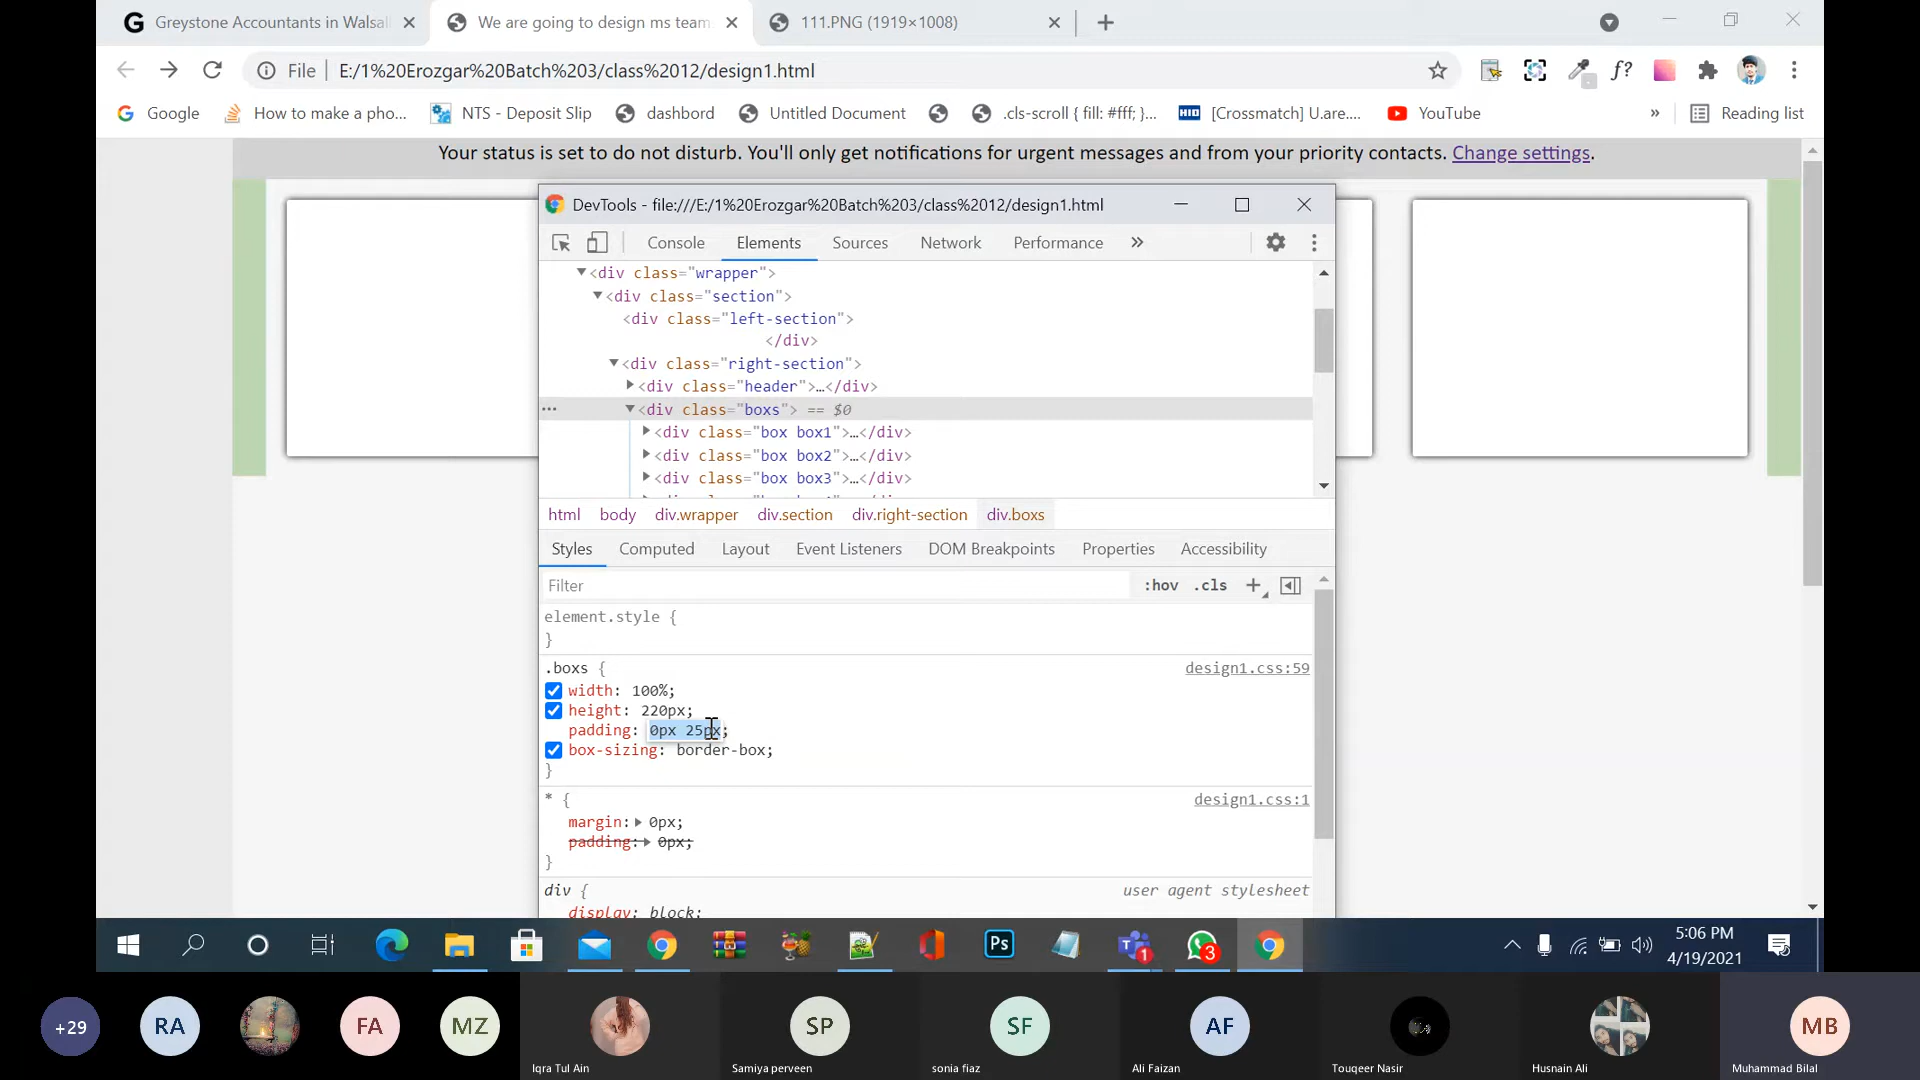 Greystone Accountants in Walsal
We are going to design ms team
111.PNG (1919×1008)
File
E:/1%20Erozgar%20Batch%203/class%2012/design1.html
f?
Google
How to make a pho...
NTS - Deposit Slip
dashbord
Untitled Document
.cls-scroll { fill: #fff; }...
HID
[Crossmatch] U.are....
YouTube
»
Reading list
Your status is set to do not disturb. You'll only get notifications for urgent messages and from your priority contacts. Change settings.
DevTools - file:///E:/1%20Erozgar%20Batch%203/class%2012/design1.html
Console
Elements
Sources
Network
Performance
»
<div class="wrapper">
<div class="section">
<div class="left-section">
</div>
<div class="right-section">
<div class="header">…</div>
<div class="boxs"> == $0
<div class="box box1">…</div>
<div class="box box2">…</div>
<div class="box box3">…</div>
html body div.wrapper div.section div.right-section div.boxs
Styles
Computed
Layout
Event Listeners
DOM Breakpoints
Properties
Accessibility
Filter
:hov .cls +
element.style {
}
.boxs {
design1.css:59
width: 100%;
height: 220px;
padding: 0px 25px;
box-sizing: border-box;
}
* {
design1.css:1
margin: 0px;
padding: 0px;
}
div {
user agent stylesheet
display: block;
Ps
1
3
5:06 PM
4/19/2021
+29
RA
FA
MZ
Iqra Tul Ain
SP
Samiya perveen
SF
sonia fiaz
AF
Ali Faizan
Touqeer Nasir
Husnain Ali
MB
Muhammad Bilal